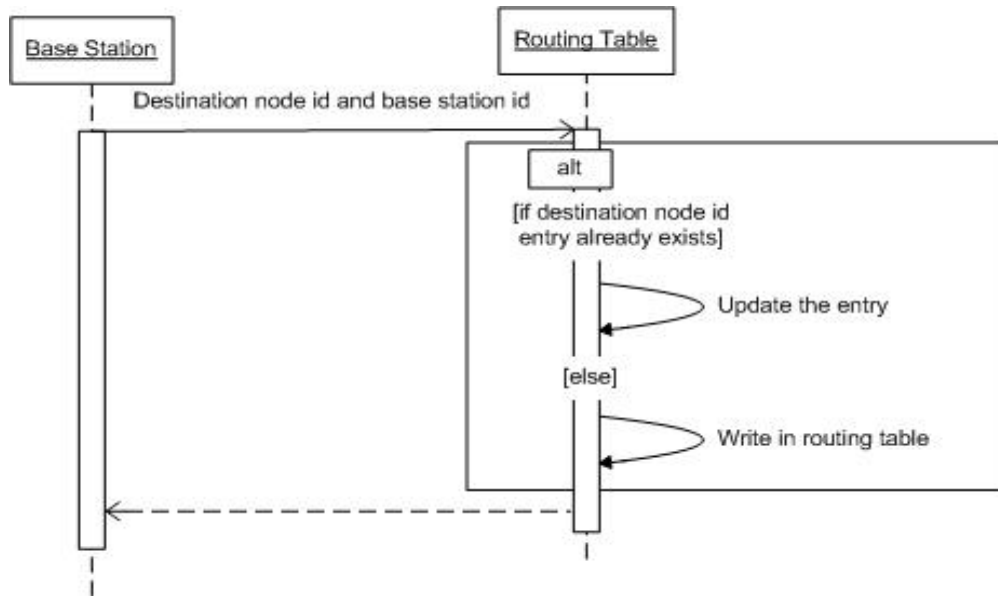 Base Station
Routing Table
Destination node id and base station id
alt
[if destination node id
entry already exists]
Update the entry
[else]
Write in routing table